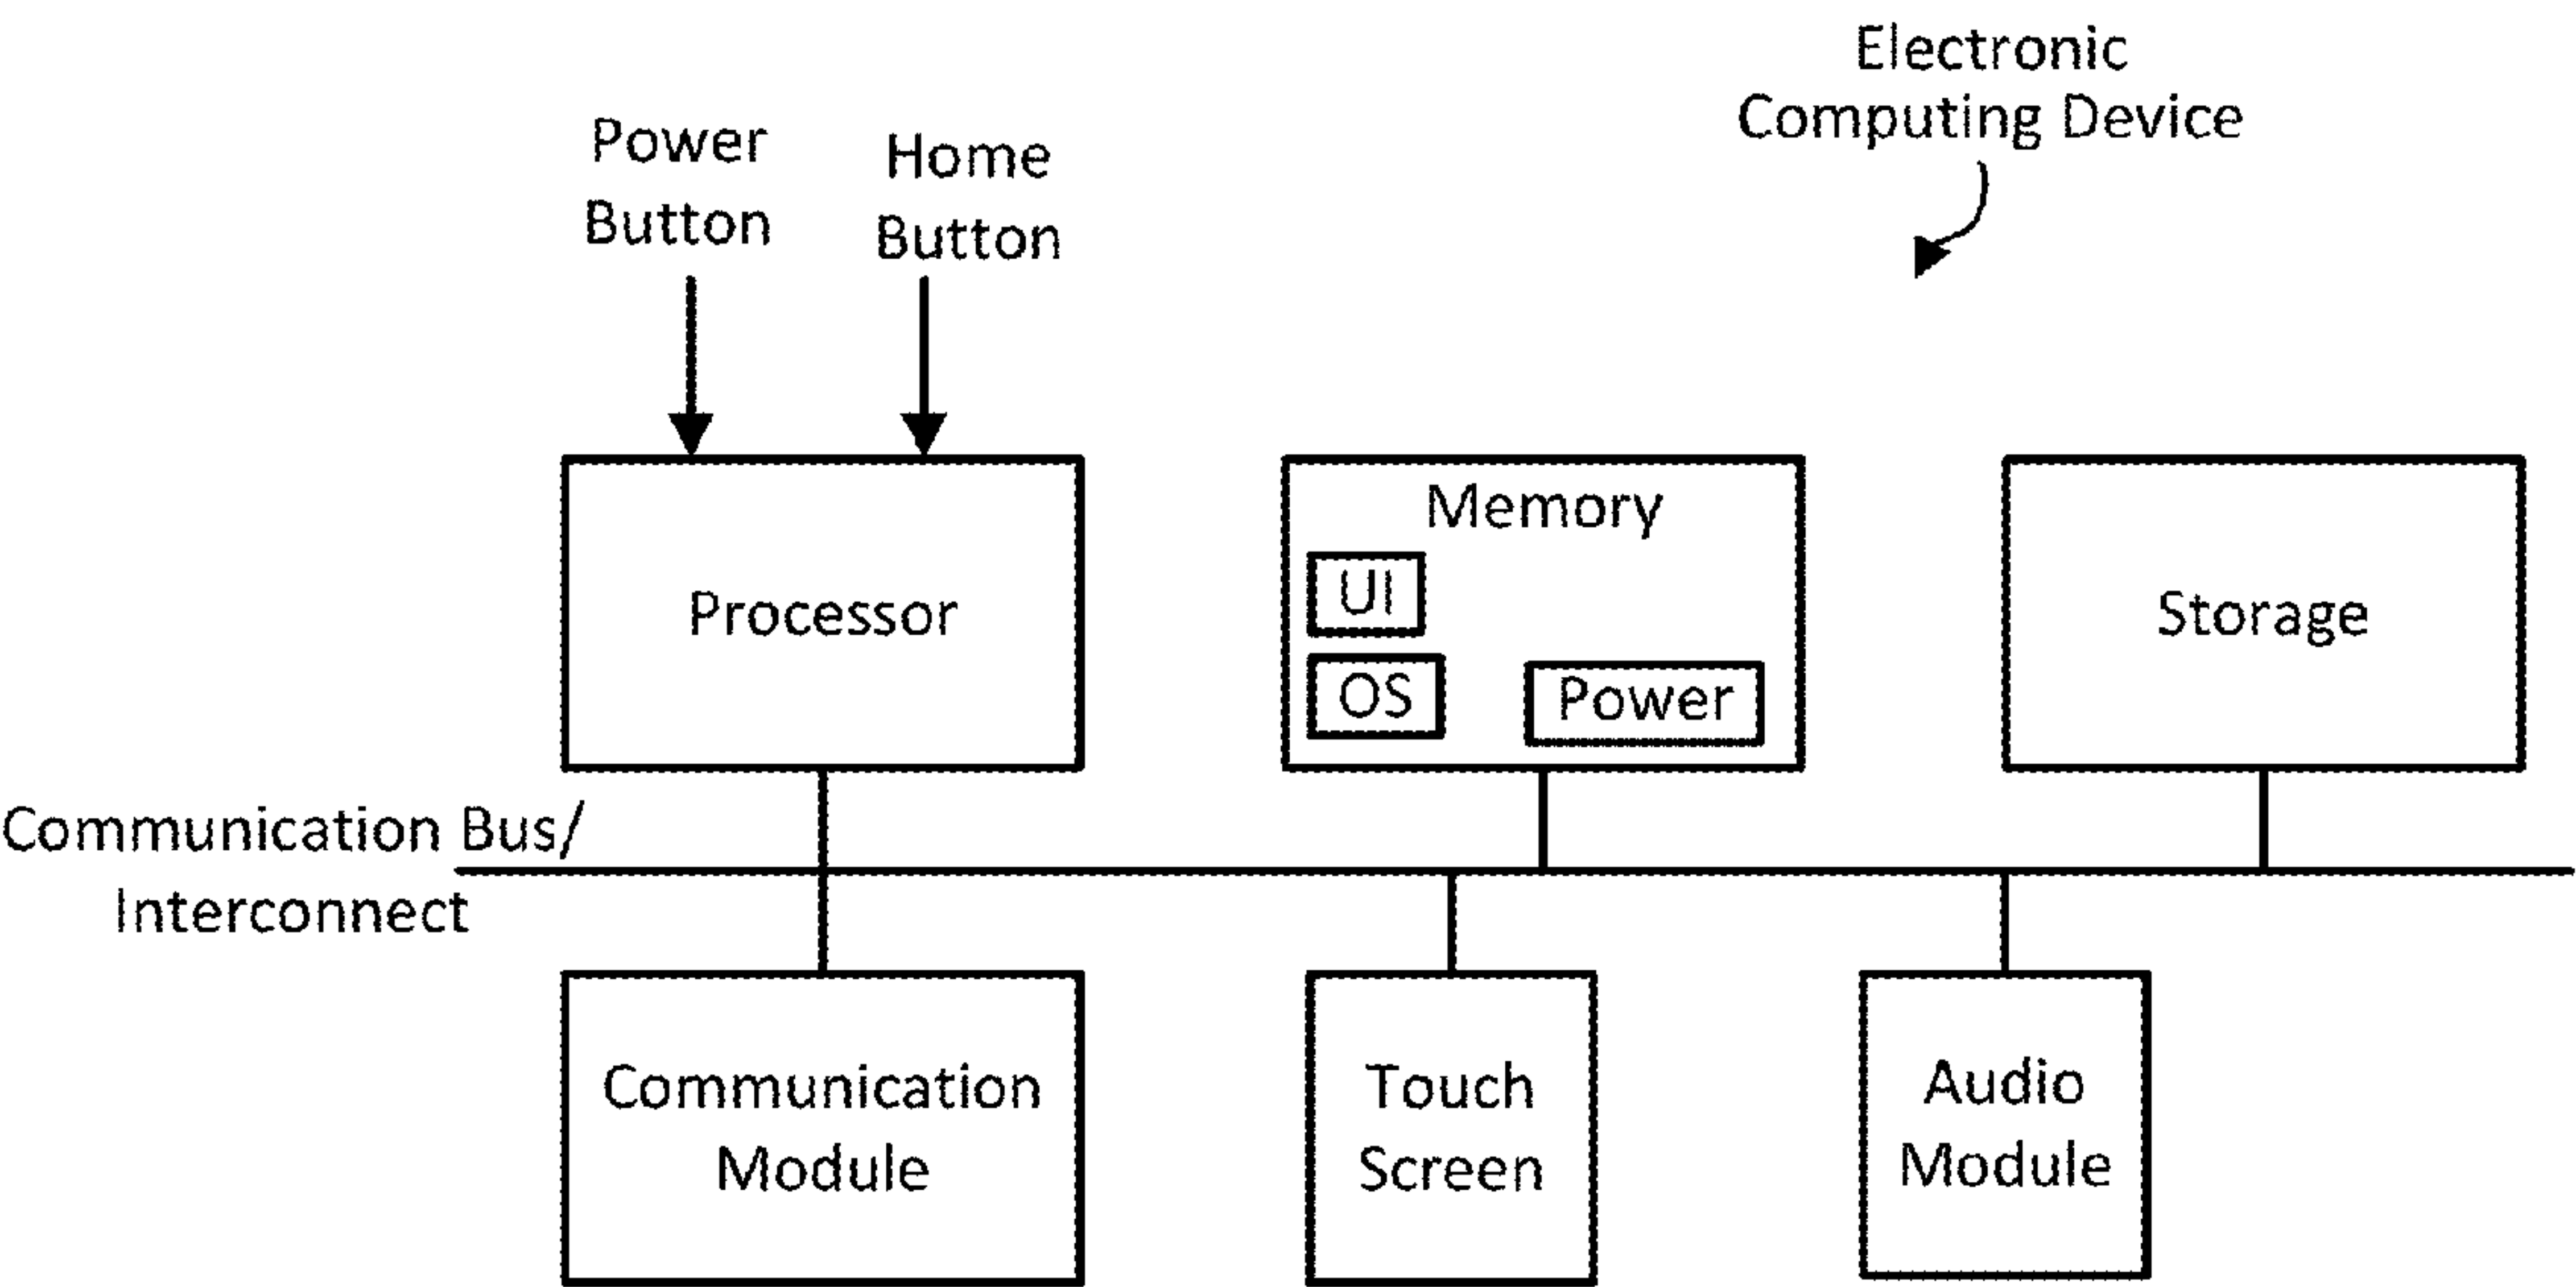 Electronic
Computing Device
Power
Button
Home
Button
Processor
Memory
UI
OS
Power
Storage
Communication Bus/
Interconnect
Communication
Module
Touch
Screen
Audio
Module